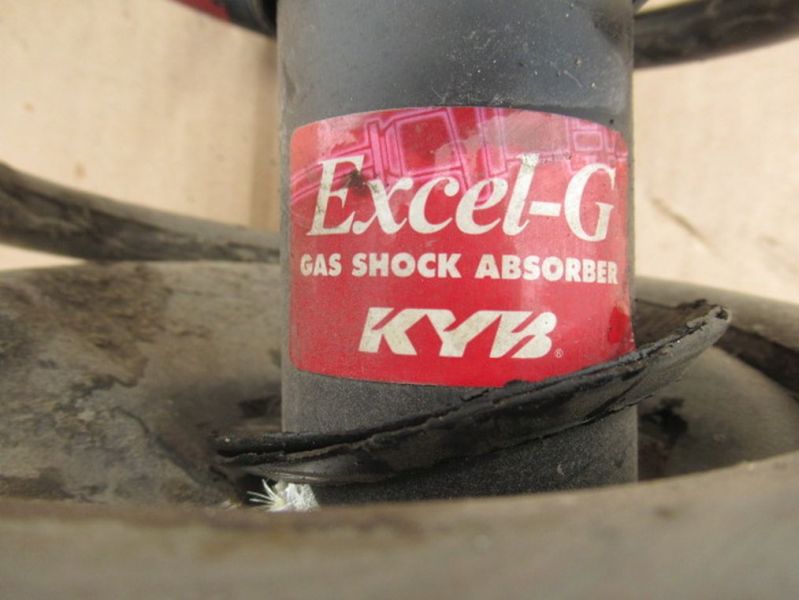 Excel-G
GAS SHOCK ABSORBER
KYB®